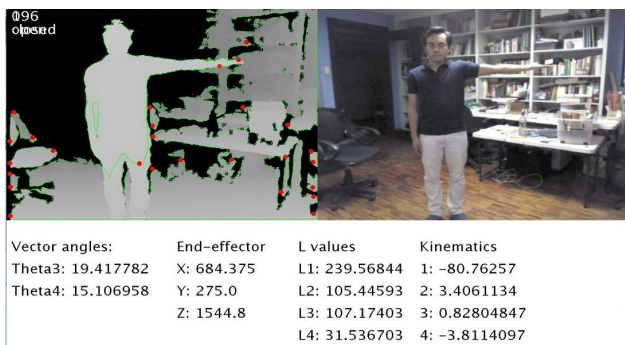 Vector angles:
Theta3: 19.417782
Theta4: 15.106958
End-effector
X: 684.375
Y: 275.0
Z: 1544.8
L values
L1: 239.56844
L2: 105.44593
L3: 107.17403
L4: 31.536703
Kinematics
1: -80.76257
2: 3.4061134
3: 0.82804847
4: -3.8114097